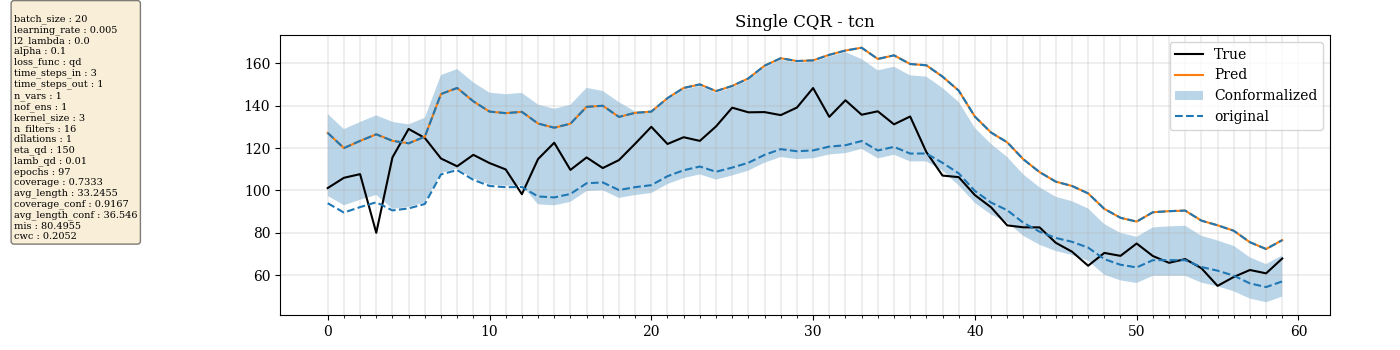 batch_size : 20
learning_rate : 0.005
l2_lambda : 0.0
alpha : 0.1
loss_func : qd
time_steps_in : 3
time_steps_out : 1
n_vars : 1
nof_ens : 1
kernel_size : 3
n_filters : 16
dilations : 1
eta_qd : 150
lamb_qd : 0.01
epochs : 97
coverage : 0.7333
avg_length : 33.2455
coverage_conf : 0.9167
avg_length_conf : 36.546
mis : 80.4955
cwc : 0.2052
Single CQR - tcn
True
Pred
Conformalized
original
160
140
120
100
80
60
0 10 20 30 40 50 60